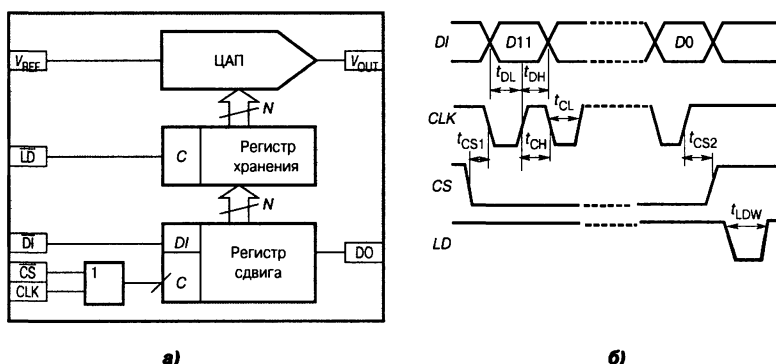 V_REF
ЦАП
V_OUT
N
LD
C
Регистр
хранения
N
DI
DI
Регистр
сдвига
DO
CS
CLK
1
C
а)
DI
D11
D0
t_DL
t_DH
CLK
t_CL
t_CS1
t_CH
t_CS2
CS
t_LDW
LD
б)